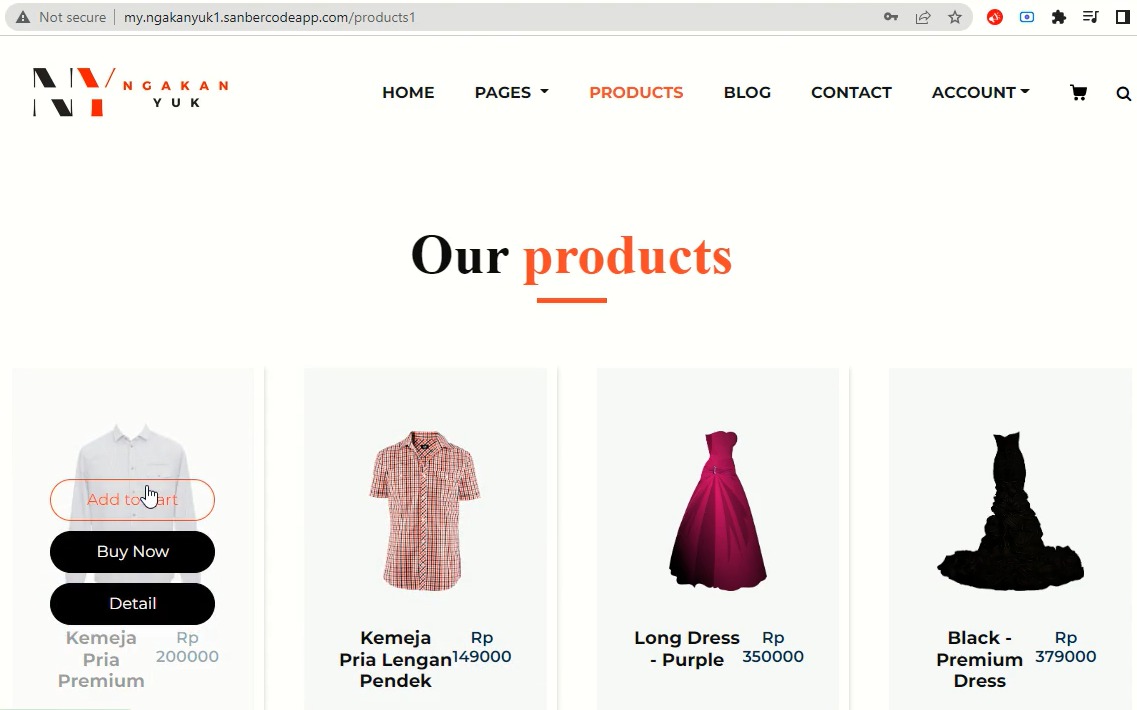 Not secure my.ngakanyuk1.sanbercodeapp.com/products1
NGAKAN
YUK
HOME PAGES PRODUCTS BLOG CONTACT ACCOUNT
Our products
Add to cart
Buy Now
Detail
Kemeja
Pria
Premium
Rp
200000
Kemeja
Pria Lengan
Pendek
Rp
149000
Long Dress
- Purple
Rp
350000
Black -
Premium
Dress
Rp
379000